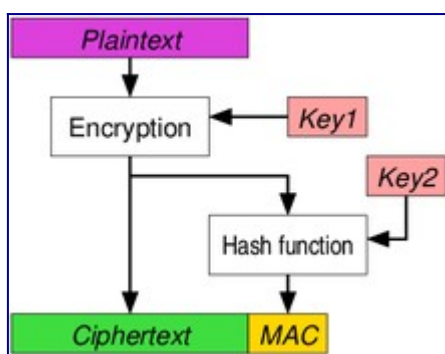 Plaintext
Encryption
Key1
Key2
Hash function
Ciphertext
MAC